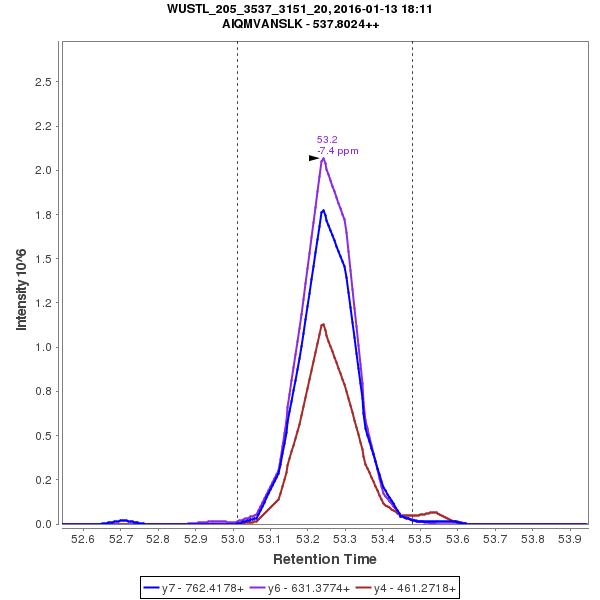 WUSTL_205_3537_3151_20, 2016-01-13 18:11
AIQMVANSLK - 537.8024++
53.2
-7.4 ppm
2.5
2.2
2.0
1.8
1.5
1.2
1.0
0.8
0.5
0.2
0.0
Intensity 10^6
52.6 52.7 52.8 52.9 53.0 53.1 53.2 53.3 53.4 53.5 53.6 53.7 53.8 53.9
Retention Time
y7 - 762.4178+ y6 - 631.3774+ y4 - 461.2718+